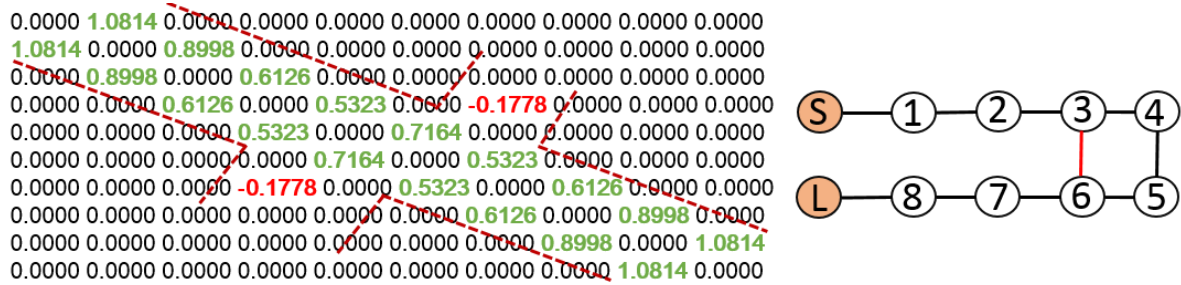 0.0000 1.0814 0.0000 0.0000 0.0000 0.0000 0.0000 0.0000 0.0000 0.0000
1.0814 0.0000 0.8998 0.0000 0.0000 0.0000 0.0000 0.0000 0.0000 0.0000
0.0000 0.8998 0.0000 0.6126 0.0000 0.0000 0.0000 0.0000 0.0000 0.0000
0.0000 0.0000 0.6126 0.0000 0.5323 0.0000 -0.1778 0.0000 0.0000 0.0000
0.0000 0.0000 0.0000 0.5323 0.0000 0.7164 0.0000 0.0000 0.0000 0.0000
0.0000 0.0000 0.0000 0.0000 0.7164 0.0000 0.5323 0.0000 0.0000 0.0000
0.0000 0.0000 0.0000 -0.1778 0.0000 0.5323 0.0000 0.6126 0.0000 0.0000
0.0000 0.0000 0.0000 0.0000 0.0000 0.0000 0.6126 0.0000 0.8998 0.0000
0.0000 0.0000 0.0000 0.0000 0.0000 0.0000 0.0000 0.8998 0.0000 1.0814
0.0000 0.0000 0.0000 0.0000 0.0000 0.0000 0.0000 0.0000 1.0814 0.0000
S 1 2 3 4
L 8 7 6 5